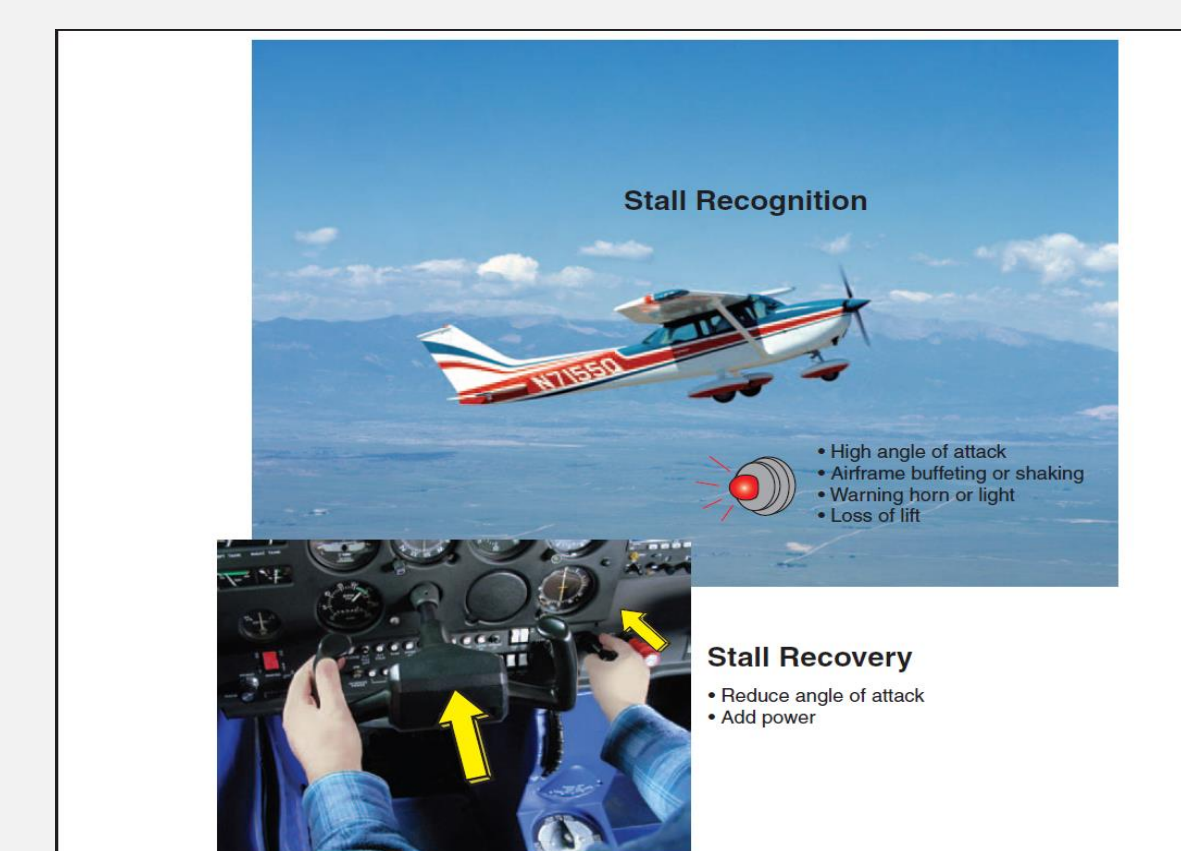 Stall Recognition
N7155Q
• High angle of attack
• Airframe buffeting or shaking
• Warning horn or light
• Loss of lift
Stall Recovery
• Reduce angle of attack
• Add power